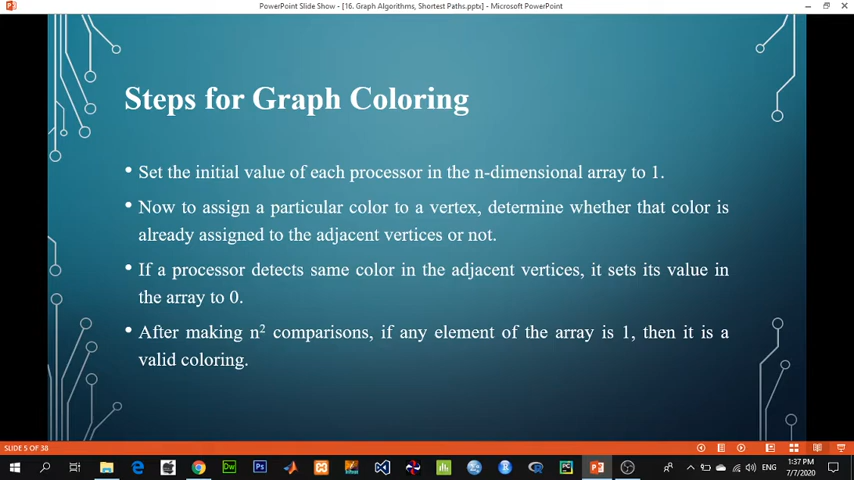 PowerPoint Slide Show - [16. Graph Algorithms, Shortest Paths.pptx] - Microsoft PowerPoint
Steps for Graph Coloring
• Set the initial value of each processor in the n-dimensional array to 1.
• Now to assign a particular color to a vertex, determine whether that color is
already assigned to the adjacent vertices or not.
• If a processor detects same color in the adjacent vertices, it sets its value in
the array to 0.
• After making n² comparisons, if any element of the array is 1, then it is a
valid coloring.
SLIDE 5 OF 38
Dw
Ps
PC
ENG
1:37 PM
7/7/2020